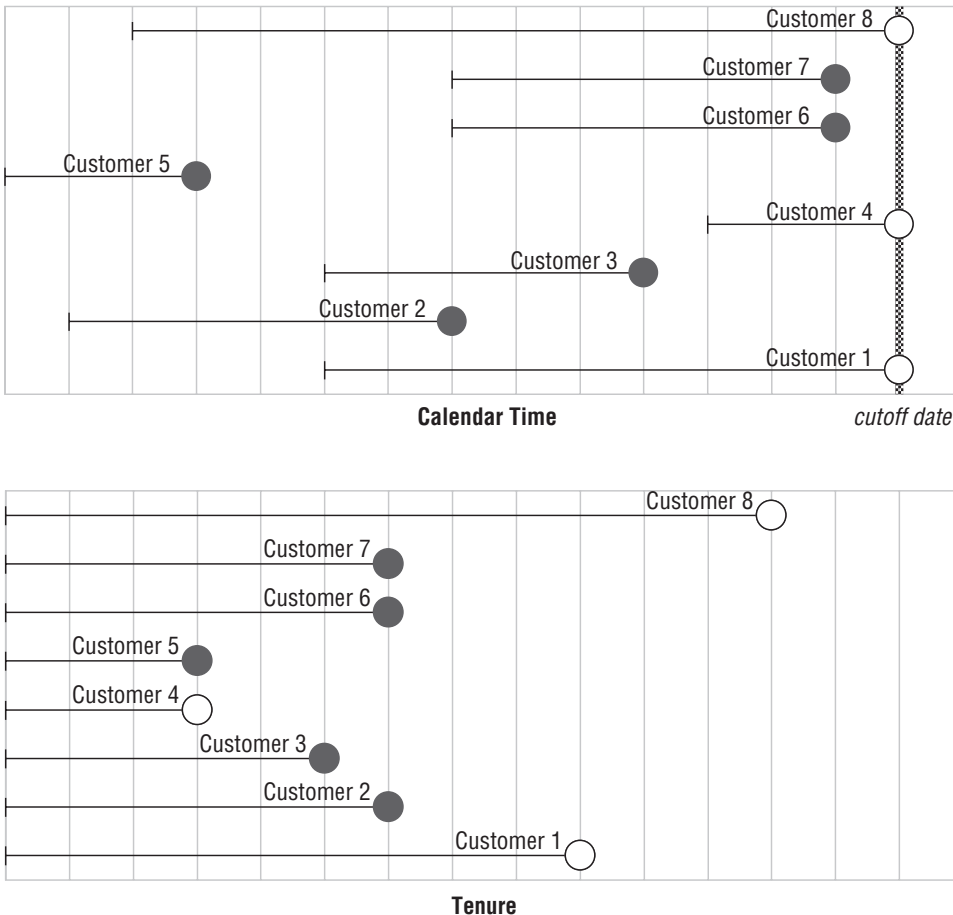 Customer 8
Customer 7
Customer 6
Customer 5
Customer 4
Customer 3
Customer 2
Customer 1
Calendar Time
cutoff date
Customer 8
Customer 7
Customer 6
Customer 5
Customer 4
Customer 3
Customer 2
Customer 1
Tenure